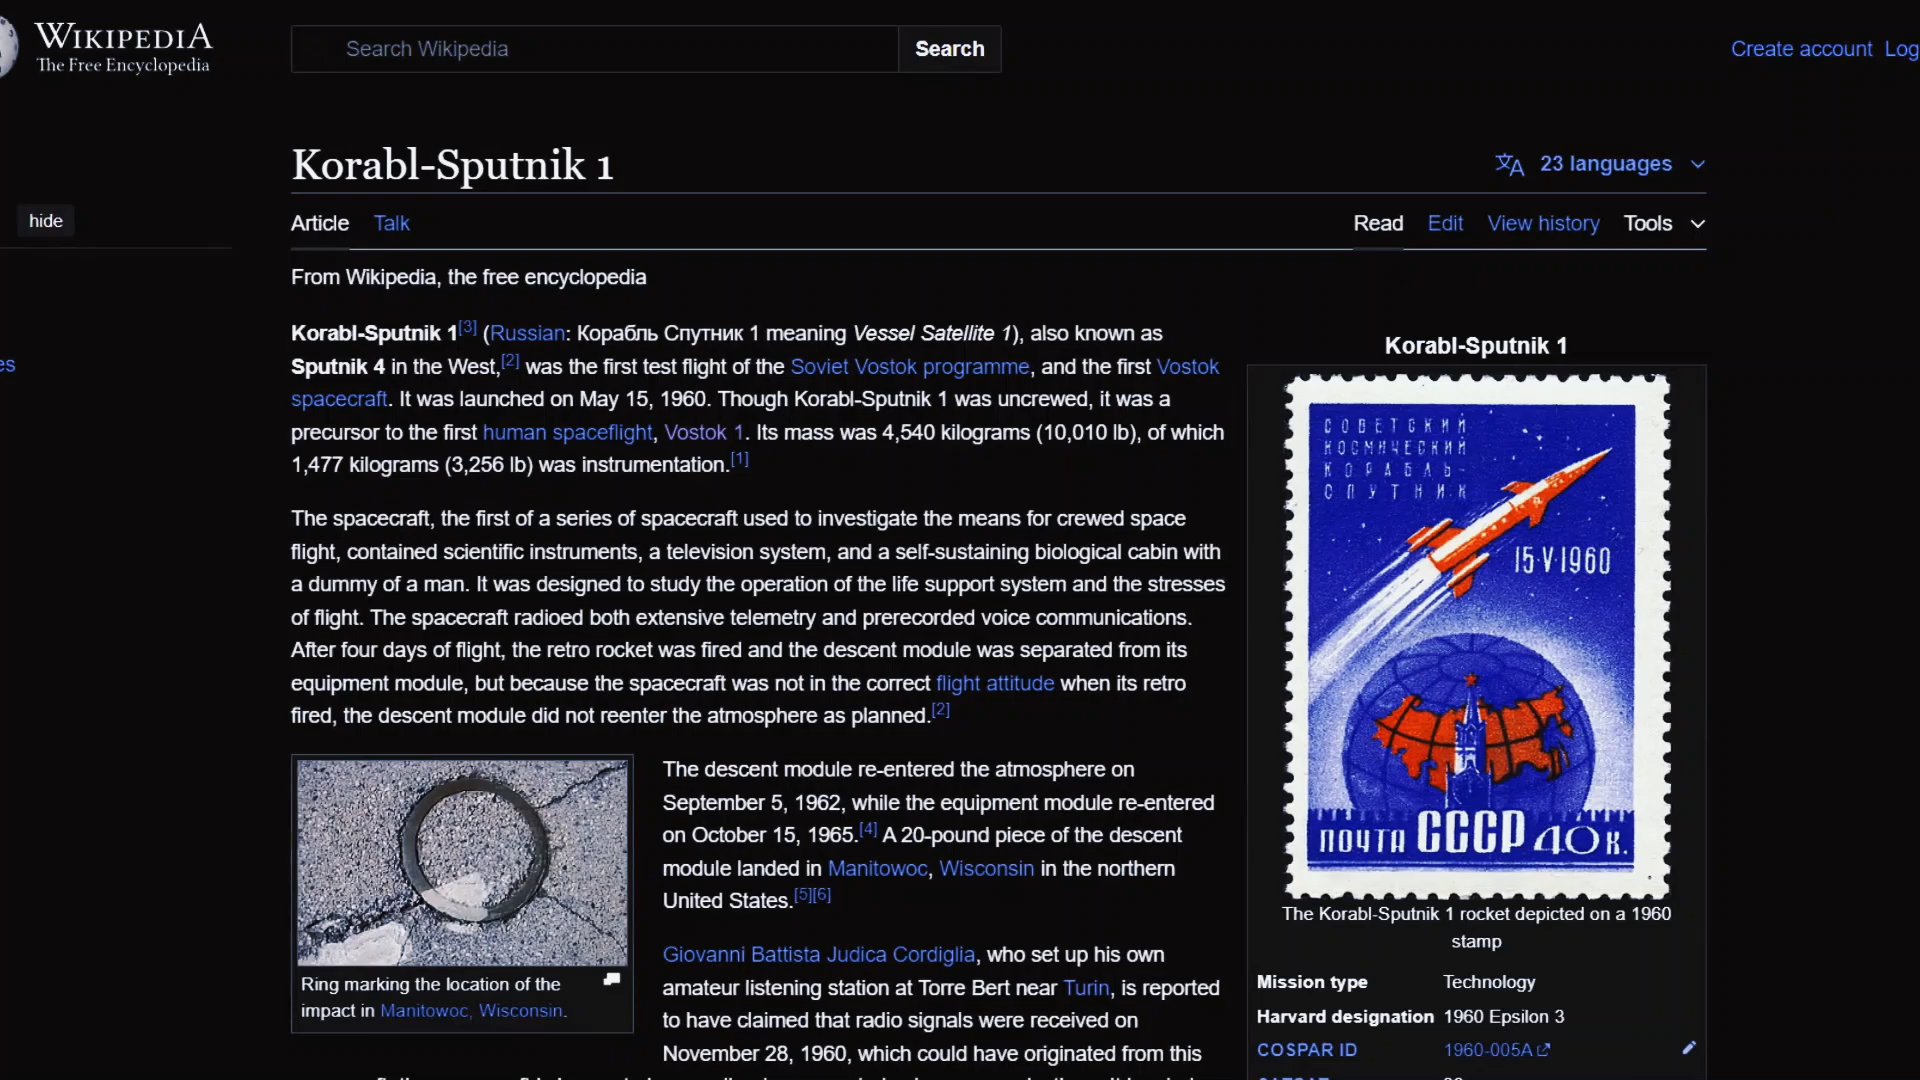 WIKIPEDIA
The Free Encyclopedia
Search Wikipedia
Search
Create account Log
Korabl-Sputnik 1
23 languages
hide
Article Talk
Read Edit View history Tools
From Wikipedia, the free encyclopedia
es
Korabl-Sputnik 1[3] (Russian: Корабль Спутник 1 meaning Vessel Satellite 1), also known as
Sputnik 4 in the West,[2] was the first test flight of the Soviet Vostok programme, and the first Vostok
spacecraft. It was launched on May 15, 1960. Though Korabl-Sputnik 1 was uncrewed, it was a
precursor to the first human spaceflight, Vostok 1. Its mass was 4,540 kilograms (10,010 lb), of which
1,477 kilograms (3,256 lb) was instrumentation.[1]
The spacecraft, the first of a series of spacecraft used to investigate the means for crewed space
flight, contained scientific instruments, a television system, and a self-sustaining biological cabin with
a dummy of a man. It was designed to study the operation of the life support system and the stresses
of flight. The spacecraft radioed both extensive telemetry and prerecorded voice communications.
After four days of flight, the retro rocket was fired and the descent module was separated from its
equipment module, but because the spacecraft was not in the correct flight attitude when its retro
fired, the descent module did not reenter the atmosphere as planned.[2]
Ring marking the location of the
impact in Manitowoc, Wisconsin.
The descent module re-entered the atmosphere on
September 5, 1962, while the equipment module re-entered
on October 15, 1965.[4] A 20-pound piece of the descent
module landed in Manitowoc, Wisconsin in the northern
United States.[5][6]
Giovanni Battista Judica Cordiglia, who set up his own
amateur listening station at Torre Bert near Turin, is reported
to have claimed that radio signals were received on
November 28, 1960, which could have originated from this
Korabl-Sputnik 1
СОВЕТСКИЙ
КОСМИЧЕСКИЙ
КОРАБЛЬ-
СПУТНИК
15·V·1960
ПОЧТА СССР 40 К.
The Korabl-Sputnik 1 rocket depicted on a 1960
stamp
Mission type Technology
Harvard designation 1960 Epsilon 3
COSPAR ID 1960-005A